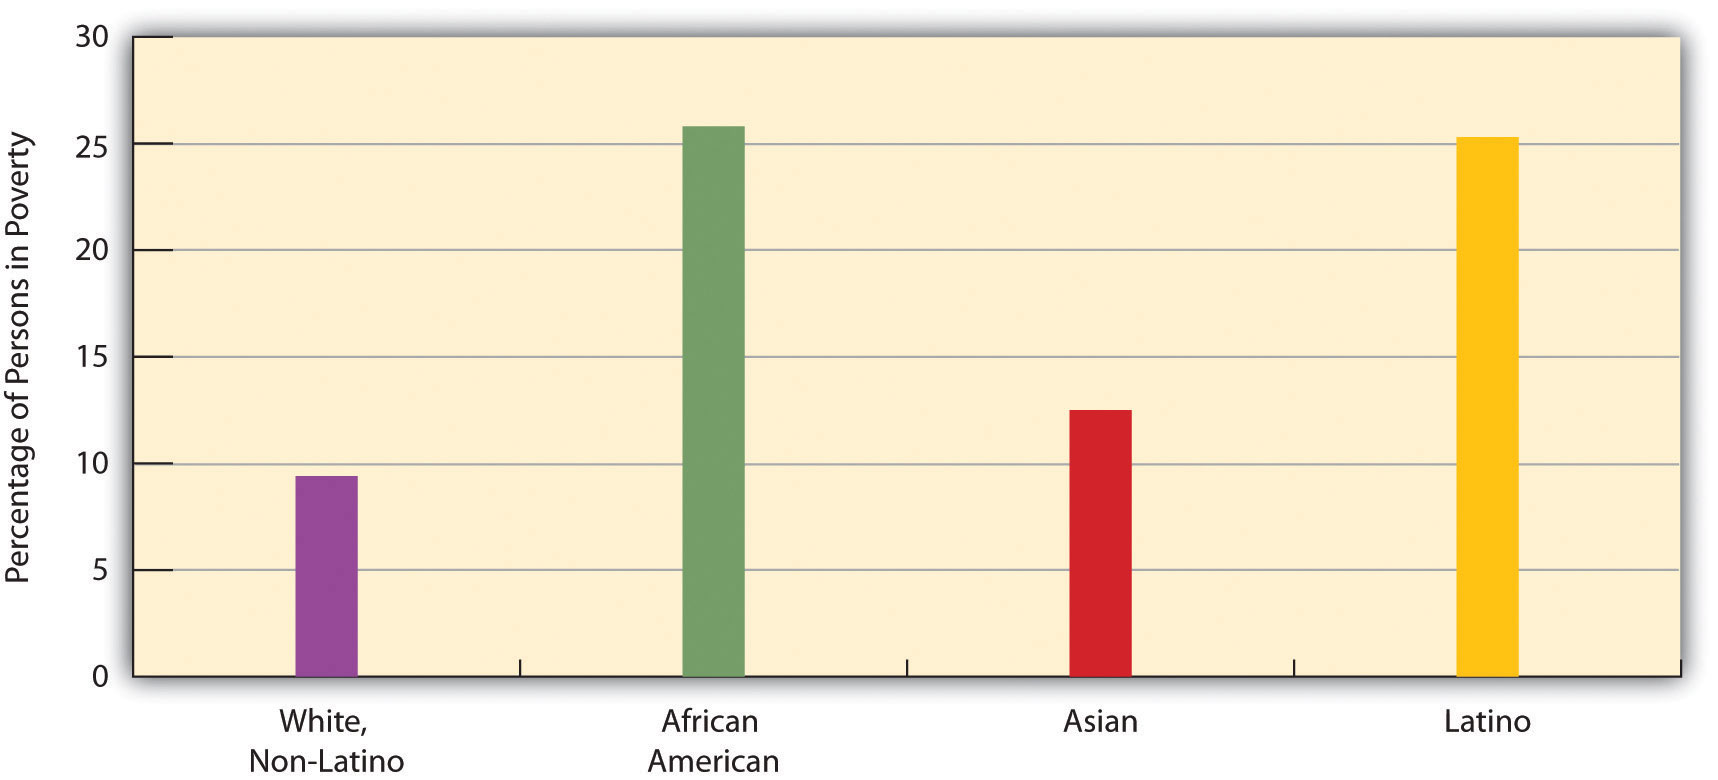 Percentage of Persons in Poverty
30
25
20
15
10
5
0
White,
Non-Latino
African
American
Asian
Latino